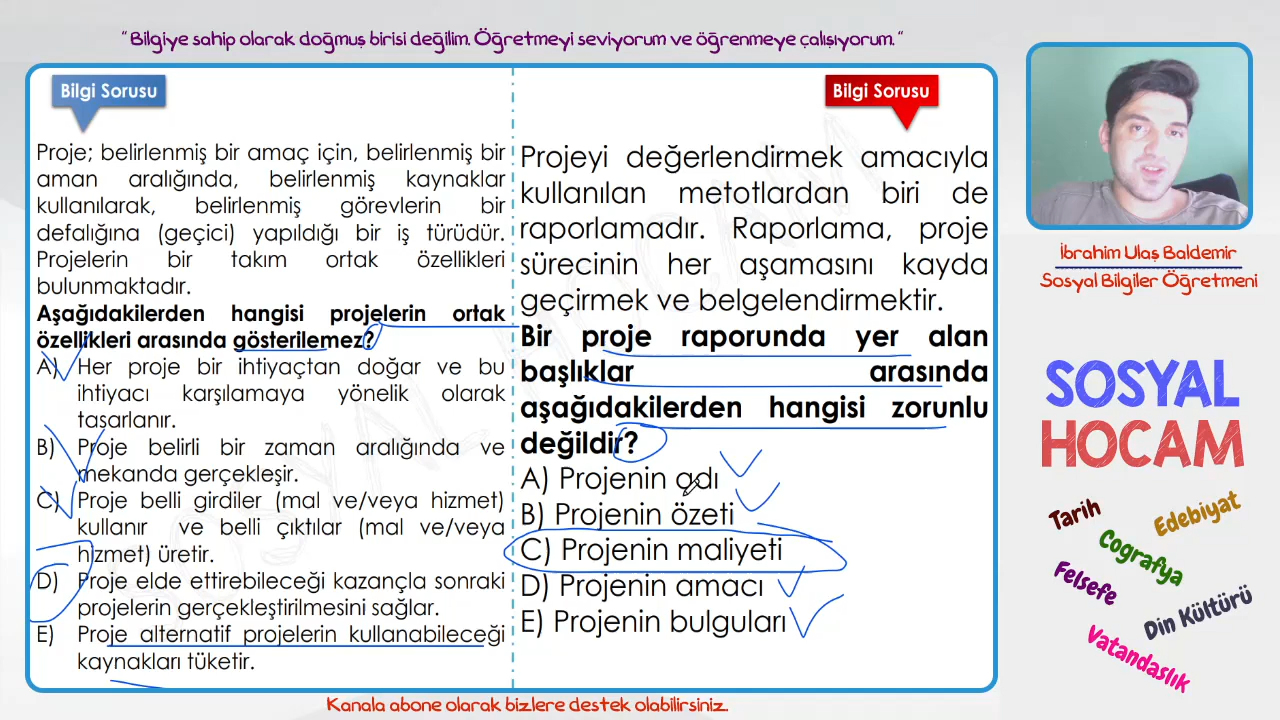 " Bilgiye sahip olarak doğmuş birisi değilim. Öğretmeyi seviyorum ve öğrenmeye çalışıyorum. "
Bilgi Sorusu
Proje; belirlenmiş bir amaç için, belirlenmiş bir
aman aralığında, belirlenmiş kaynaklar
kullanılarak, belirlenmiş görevlerin bir
defalığına (geçici) yapıldığı bir iş türüdür.
Projelerin bir takım ortak özellikleri
bulunmaktadır.
Aşağıdakilerden hangisi projelerin ortak
özellikleri arasında gösterilemez?
A) Her proje bir ihtiyaçtan doğar ve bu
ihtiyacı karşılamaya yönelik olarak
tasarlanır.
B) Proje belirli bir zaman aralığında ve
mekanda gerçekleşir.
C) Proje belli girdiler (mal ve/veya hizmet)
kullanır ve belli çıktılar (mal ve/veya
hizmet) üretir.
D) Proje elde ettirebileceği kazançla sonraki
projelerin gerçekleştirilmesini sağlar.
E) Proje alternatif projelerin kullanabileceği
kaynakları tüketir.
Bilgi Sorusu
Projeyi değerlendirmek amacıyla
kullanılan metotlardan biri de
raporlamadır. Raporlama, proje
sürecinin her aşamasını kayda
geçirmek ve belgelendirmektir.
Bir proje raporunda yer alan
başlıklar arasında
aşağıdakilerden hangisi zorunlu
değildir?
A) Projenin adı
B) Projenin özeti
C) Projenin maliyeti
D) Projenin amacı
E) Projenin bulguları
SOSYAL HOCAM
İbrahim Ulaş Baldemir
Sosyal Bilgiler Öğretmeni
SOSYAL
HOCAM
Tarih
Edebiyat
Coğrafya
Felsefe
Din Kültürü
Vatandaşlık
Kanala abone olarak bizlere destek olabilirsiniz.